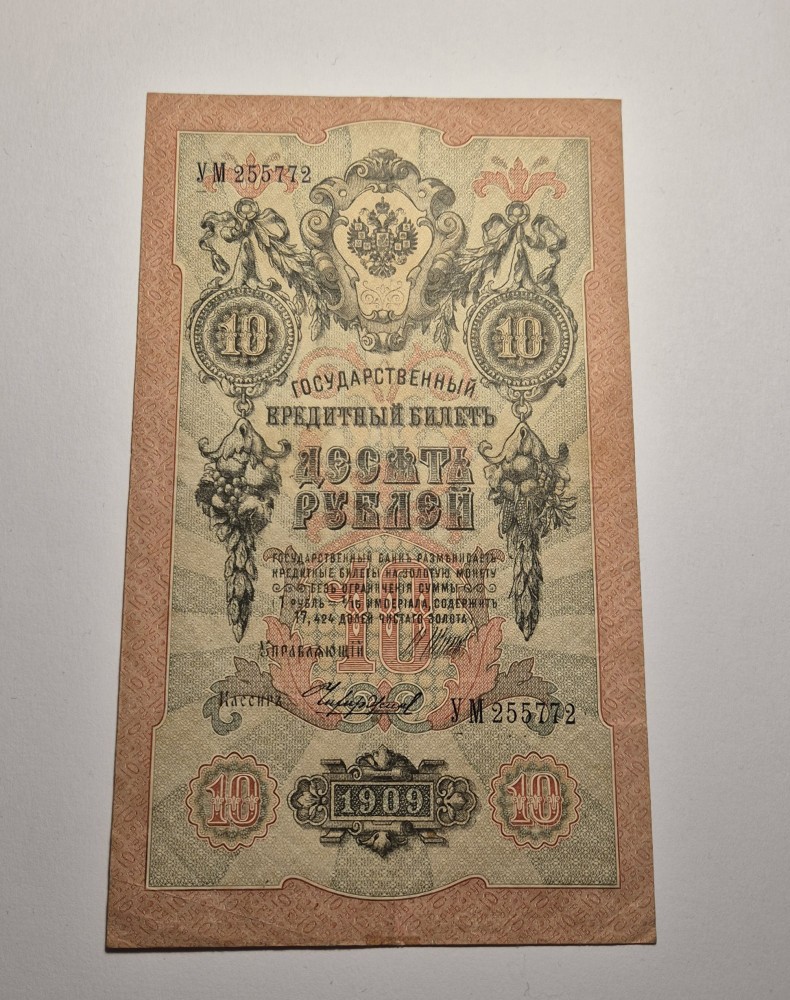 УМ 255772
10 10
ГОСУДАРСТВЕННЫЙ
КРЕДИТНЫЙ БИЛЕТЪ
ДЕСЯТЬ
РУБЛЕЙ
ГОСУДАРСТВЕННЫЙ БАНКЪ РАЗМѢНИВАЕТЪ
КРЕДИТНЫЕ БИЛЕТЫ НА ЗОЛОТУЮ МОНЕТУ
БЕЗЪ ОГРАНИЧЕНІЯ СУММЫ
(1 РУБЛЬ = 1/15 ИМПЕРІАЛА, СОДЕРЖИТЪ
17,424 ДОЛЕЙ ЧИСТАГО ЗОЛОТА)
10
Управляющій
Кассиръ
УМ 255772
10 1909 10